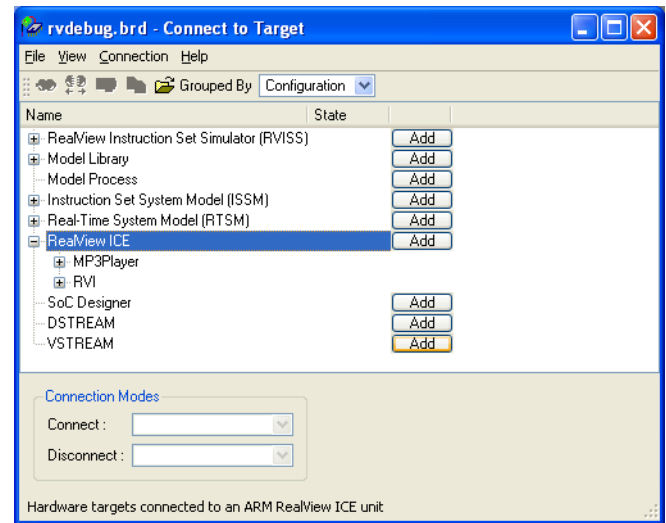 rvdebug.brd - Connect to Target
File View Connection Help
Grouped By Configuration
Name State
RealView Instruction Set Simulator (RVISS) Add
Model Library Add
Model Process Add
Instruction Set System Model (ISSM) Add
Real-Time System Model (RTSM) Add
RealView ICE Add
MP3Player
RVI
SoC Designer Add
DSTREAM Add
VSTREAM Add
Connection Modes
Connect :
Disconnect :
Hardware targets connected to an ARM RealView ICE unit